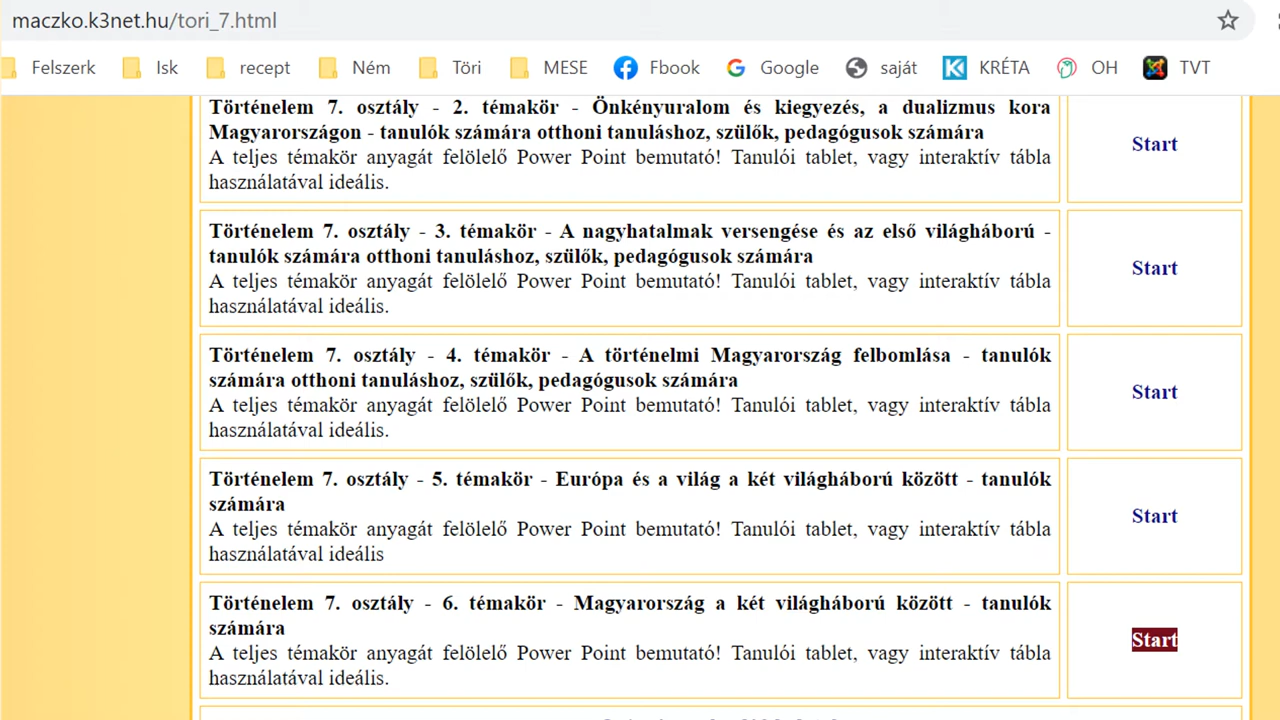 maczko.k3net.hu/tori_7.html
Felszerk Isk recept Ném Töri MESE Fbook Google saját KRÉTA OH TVT
Történelem 7. osztály - 2. témakör - Önkényuralom és kiegyezés, a dualizmus kora
Magyarországon - tanulók számára otthoni tanuláshoz, szülők, pedagógusok számára
A teljes témakör anyagát felölelő Power Point bemutató! Tanulói tablet, vagy interaktív tábla
használatával ideális.
Start
Történelem 7. osztály - 3. témakör - A nagyhatalmak versengése és az első világháború -
tanulók számára otthoni tanuláshoz, szülők, pedagógusok számára
A teljes témakör anyagát felölelő Power Point bemutató! Tanulói tablet, vagy interaktív tábla
használatával ideális.
Start
Történelem 7. osztály - 4. témakör - A történelmi Magyarország felbomlása - tanulók
számára otthoni tanuláshoz, szülők, pedagógusok számára
A teljes témakör anyagát felölelő Power Point bemutató! Tanulói tablet, vagy interaktív tábla
használatával ideális.
Start
Történelem 7. osztály - 5. témakör - Európa és a világ a két világháború között - tanulók
számára
A teljes témakör anyagát felölelő Power Point bemutató! Tanulói tablet, vagy interaktív tábla
használatával ideális
Start
Történelem 7. osztály - 6. témakör - Magyarország a két világháború között - tanulók
számára
A teljes témakör anyagát felölelő Power Point bemutató! Tanulói tablet, vagy interaktív tábla
használatával ideális.
Start